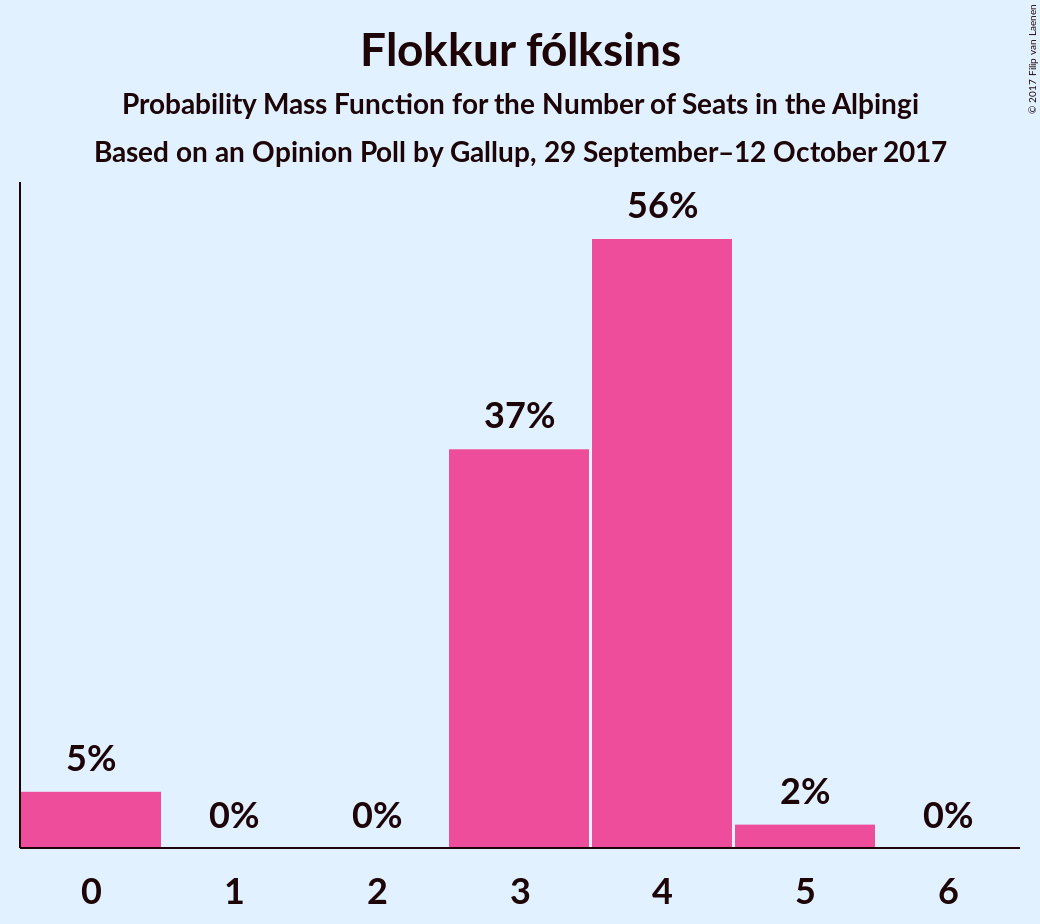 Flokkur fólksins
Probability Mass Function for the Number of Seats in the Alþingi
Based on an Opinion Poll by Gallup, 29 September–12 October 2017
© 2017 Filip van Laenen
56%
37%
5%
0%
0%
2%
0%
0 1 2 3 4 5 6